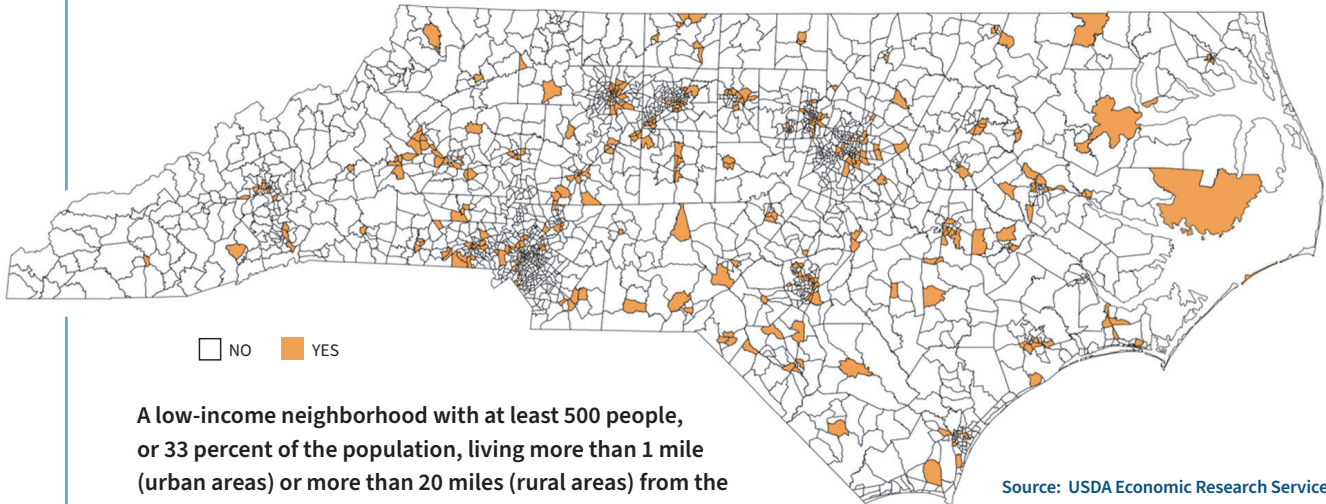 NO YES
A low-income neighborhood with at least 500 people,
or 33 percent of the population, living more than 1 mile
(urban areas) or more than 20 miles (rural areas) from the
Source: USDA Economic Research Service